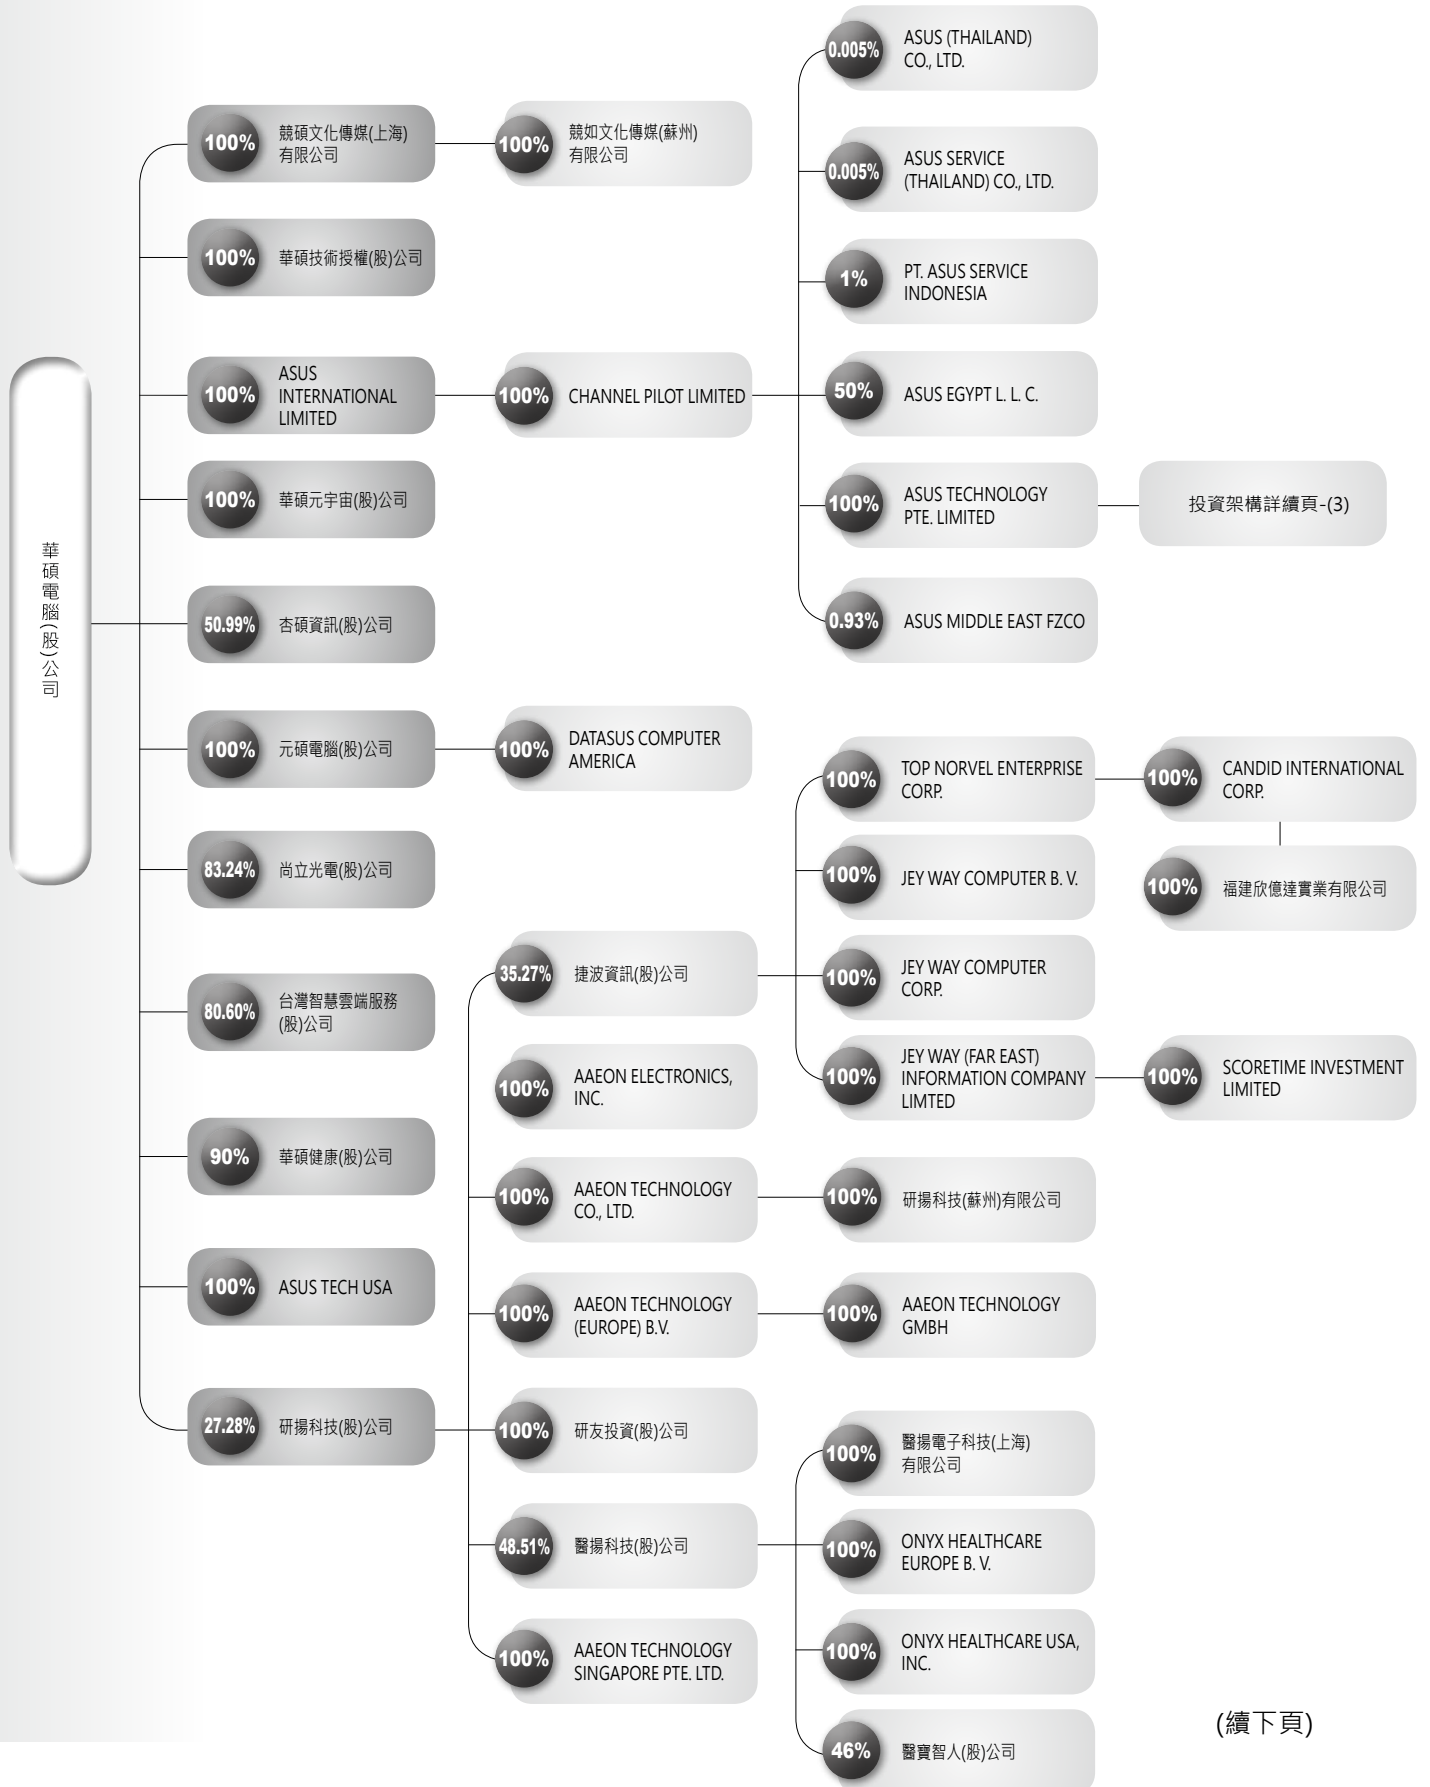 華碩電腦(股)公司
100%
競碩文化傳媒(上海)
有限公司
100%
競如文化傳媒(蘇州)
有限公司
100%
華碩技術授權(股)公司
100%
ASUS
INTERNATIONAL
LIMITED
100%
CHANNEL PILOT LIMITED
0.005%
ASUS (THAILAND)
CO., LTD.
0.005%
ASUS SERVICE
(THAILAND) CO., LTD.
1%
PT. ASUS SERVICE
INDONESIA
50%
ASUS EGYPT L. L. C.
100%
ASUS TECHNOLOGY
PTE. LIMITED
投資架構詳續頁-(3)
0.93%
ASUS MIDDLE EAST FZCO
100%
華碩元宇宙(股)公司
50.99%
杏碩資訊(股)公司
100%
元碩電腦(股)公司
100%
DATASUS COMPUTER
AMERICA
83.24%
尚立光電(股)公司
80.60%
台灣智慧雲端服務
(股)公司
90%
華碩健康(股)公司
100%
ASUS TECH USA
27.28%
研揚科技(股)公司
35.27%
捷波資訊(股)公司
100%
TOP NORVEL ENTERPRISE
CORP.
100%
CANDID INTERNATIONAL
CORP.
100%
福建欣億達實業有限公司
100%
JEY WAY COMPUTER B. V.
100%
JEY WAY COMPUTER
CORP.
100%
JEY WAY (FAR EAST)
INFORMATION COMPANY
LIMTED
100%
SCORETIME INVESTMENT
LIMITED
100%
AAEON ELECTRONICS,
INC.
100%
AAEON TECHNOLOGY
CO., LTD.
100%
研揚科技(蘇州)有限公司
100%
AAEON TECHNOLOGY
(EUROPE) B.V.
100%
AAEON TECHNOLOGY
GMBH
100%
研友投資(股)公司
48.51%
醫揚科技(股)公司
100%
醫揚電子科技(上海)
有限公司
100%
ONYX HEALTHCARE
EUROPE B. V.
100%
ONYX HEALTHCARE USA,
INC.
46%
醫寶智人(股)公司
100%
AAEON TECHNOLOGY
SINGAPORE PTE. LTD.
(續下頁)